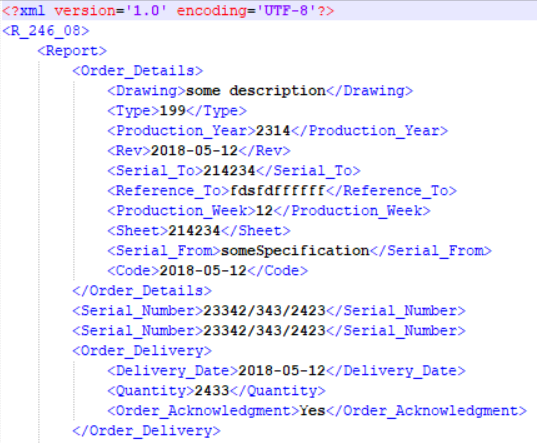 <?xml version='1.0' encoding='UTF-8'?>
<R_246_08>
<Report>
<Order_Details>
<Drawing>some description</Drawing>
<Type>199</Type>
<Production_Year>2314</Production_Year>
<Rev>2018-05-12</Rev>
<Serial_To>214234</Serial_To>
<Reference_To>fdsfdffffff</Reference_To>
<Production_Week>12</Production_Week>
<Sheet>214234</Sheet>
<Serial_From>someSpecification</Serial_From>
<Code>2018-05-12</Code>
</Order_Details>
<Serial_Number>23342/343/2423</Serial_Number>
<Serial_Number>23342/343/2423</Serial_Number>
<Order_Delivery>
<Delivery_Date>2018-05-12</Delivery_Date>
<Quantity>2433</Quantity>
<Order_Acknowledgment>Yes</Order_Acknowledgment>
</Order_Delivery>